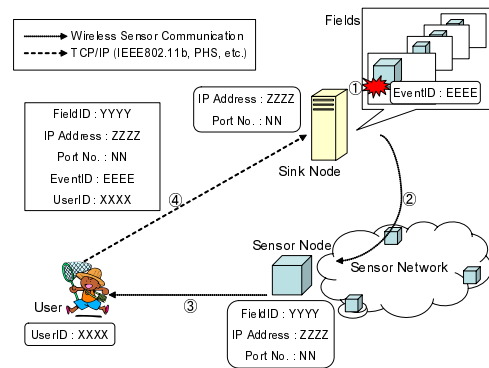 Wireless Sensor Communication
TCP/IP (IEEE802.11b, PHS, etc.)
Fields
①
EventID : EEEE
FieldID : YYYY
IP Address : ZZZZ
Port No. : NN
EventID : EEEE
UserID : XXXX
IP Address : ZZZZ
Port No. : NN
Sink Node
④
②
Sensor Node
Sensor Network
User
③
UserID : XXXX
FieldID : YYYY
IP Address : ZZZZ
Port No. : NN